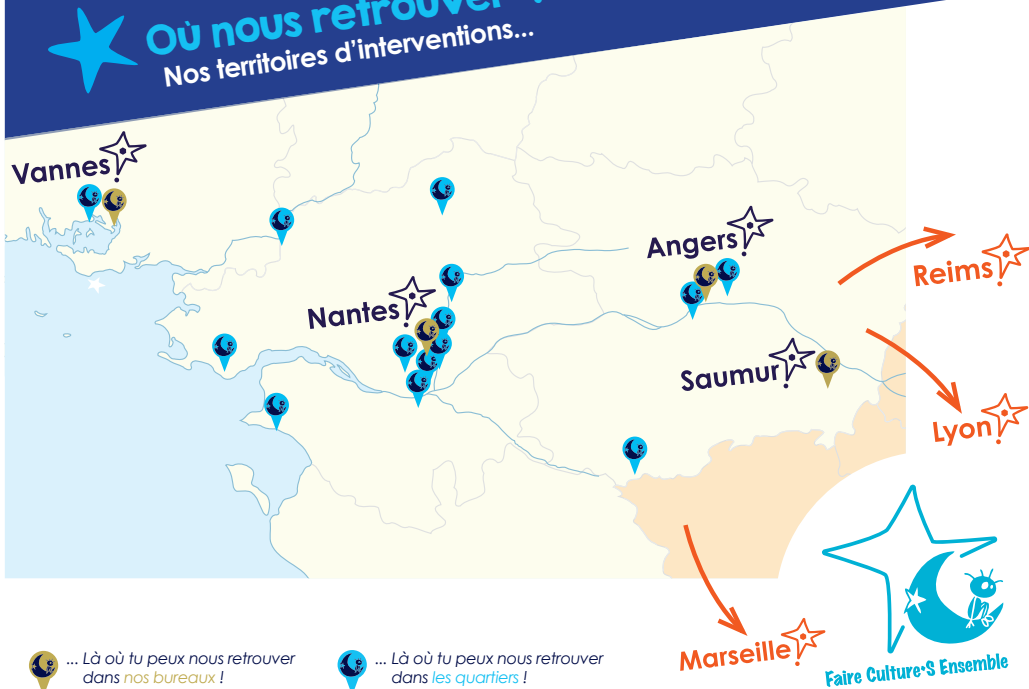 Où nous retrouver ?
Nos territoires d'interventions...
Vannes
Angers
Reims
Nantes
Saumur
Lyon
Marseille
... Là où tu peux nous retrouver
dans nos bureaux !
... Là où tu peux nous retrouver
dans les quartiers !
Faire Culture•S Ensemble